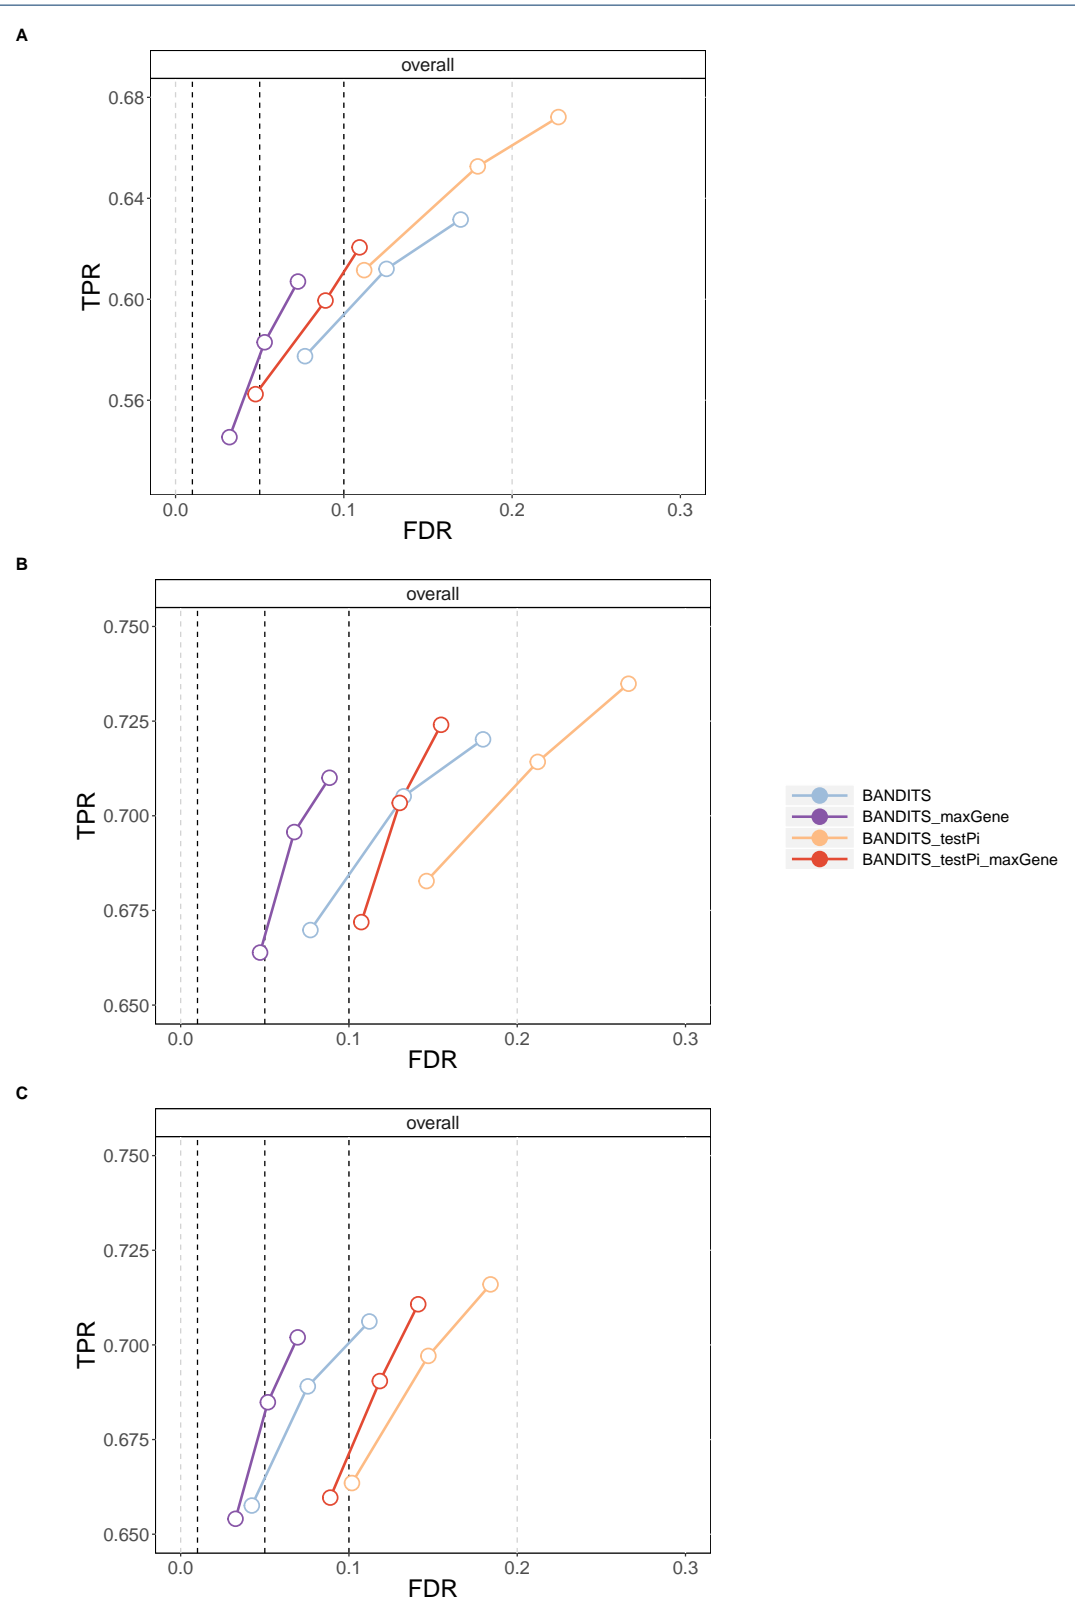 A
overall
0.68
0.64
0.60
0.56
TPR
0.0 0.1 0.2 0.3
FDR
B
overall
0.750
0.725
0.700
0.675
0.650
TPR
0.0 0.1 0.2 0.3
FDR
BANDITS
BANDITS_maxGene
BANDITS_testPi
BANDITS_testPi_maxGene
C
overall
0.750
0.725
0.700
0.675
0.650
TPR
0.0 0.1 0.2 0.3
FDR